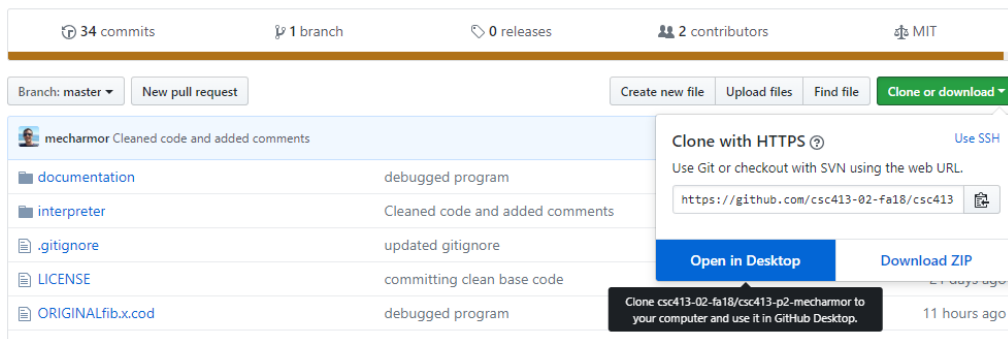 34 commits 1 branch 0 releases 2 contributors MIT
Branch: master New pull request Create new file Upload files Find file Clone or download
mecharmor Cleaned code and added comments
Clone with HTTPS Use SSH
Use Git or checkout with SVN using the web URL.
https://github.com/csc413-02-fa18/csc413
Open in Desktop Download ZIP
Clone csc413-02-fa18/csc413-p2-mecharmor to
your computer and use it in GitHub Desktop.
documentation debugged program
interpreter Cleaned code and added comments
.gitignore updated gitignore
LICENSE committing clean base code days ago
ORIGINALfib.x.cod debugged program 11 hours ago